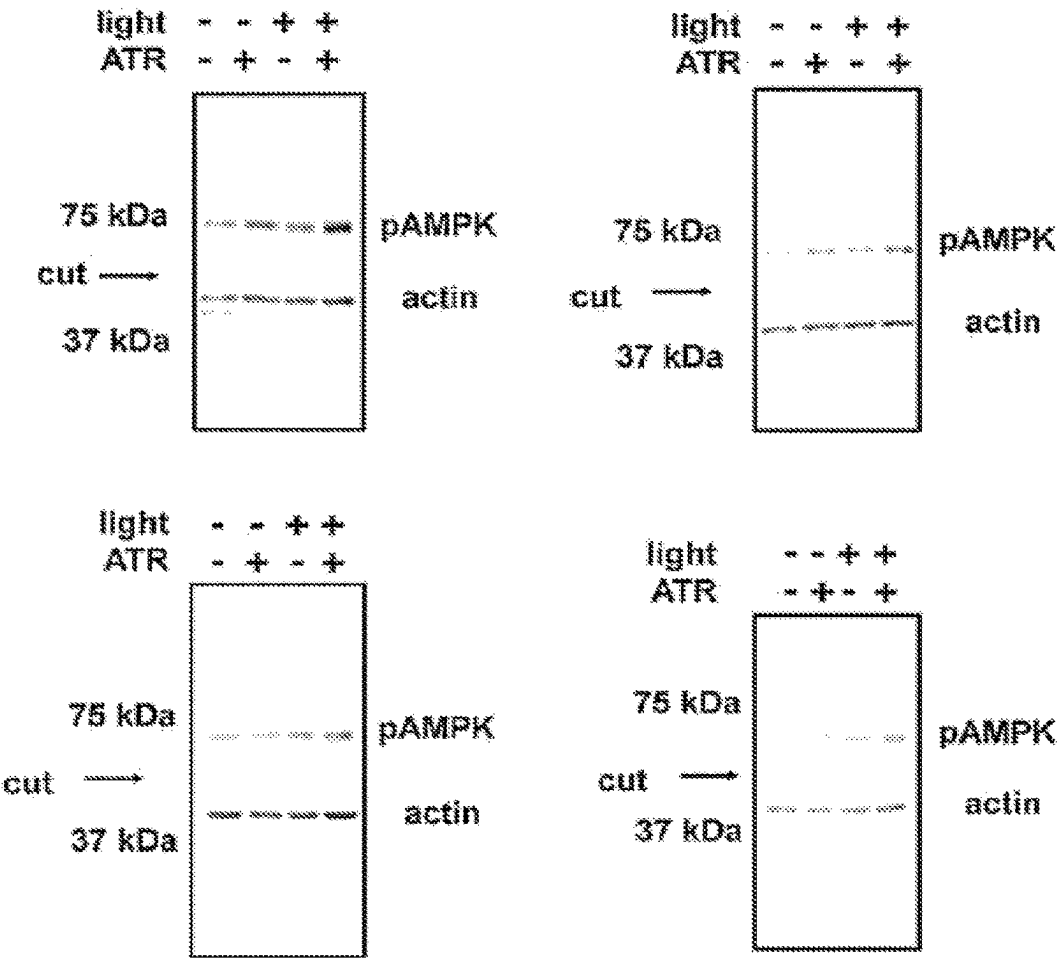 light - - + +
ATR - + - +
75 kDa
pAMPK
cut
actin
37 kDa
light - - + +
ATR - + - +
75 kDa
pAMPK
cut
actin
37 kDa
light - - + +
ATR - + - +
75 kDa
pAMPK
cut
actin
37 kDa
light - - + +
ATR - + - +
75 kDa
pAMPK
cut
actin
37 kDa